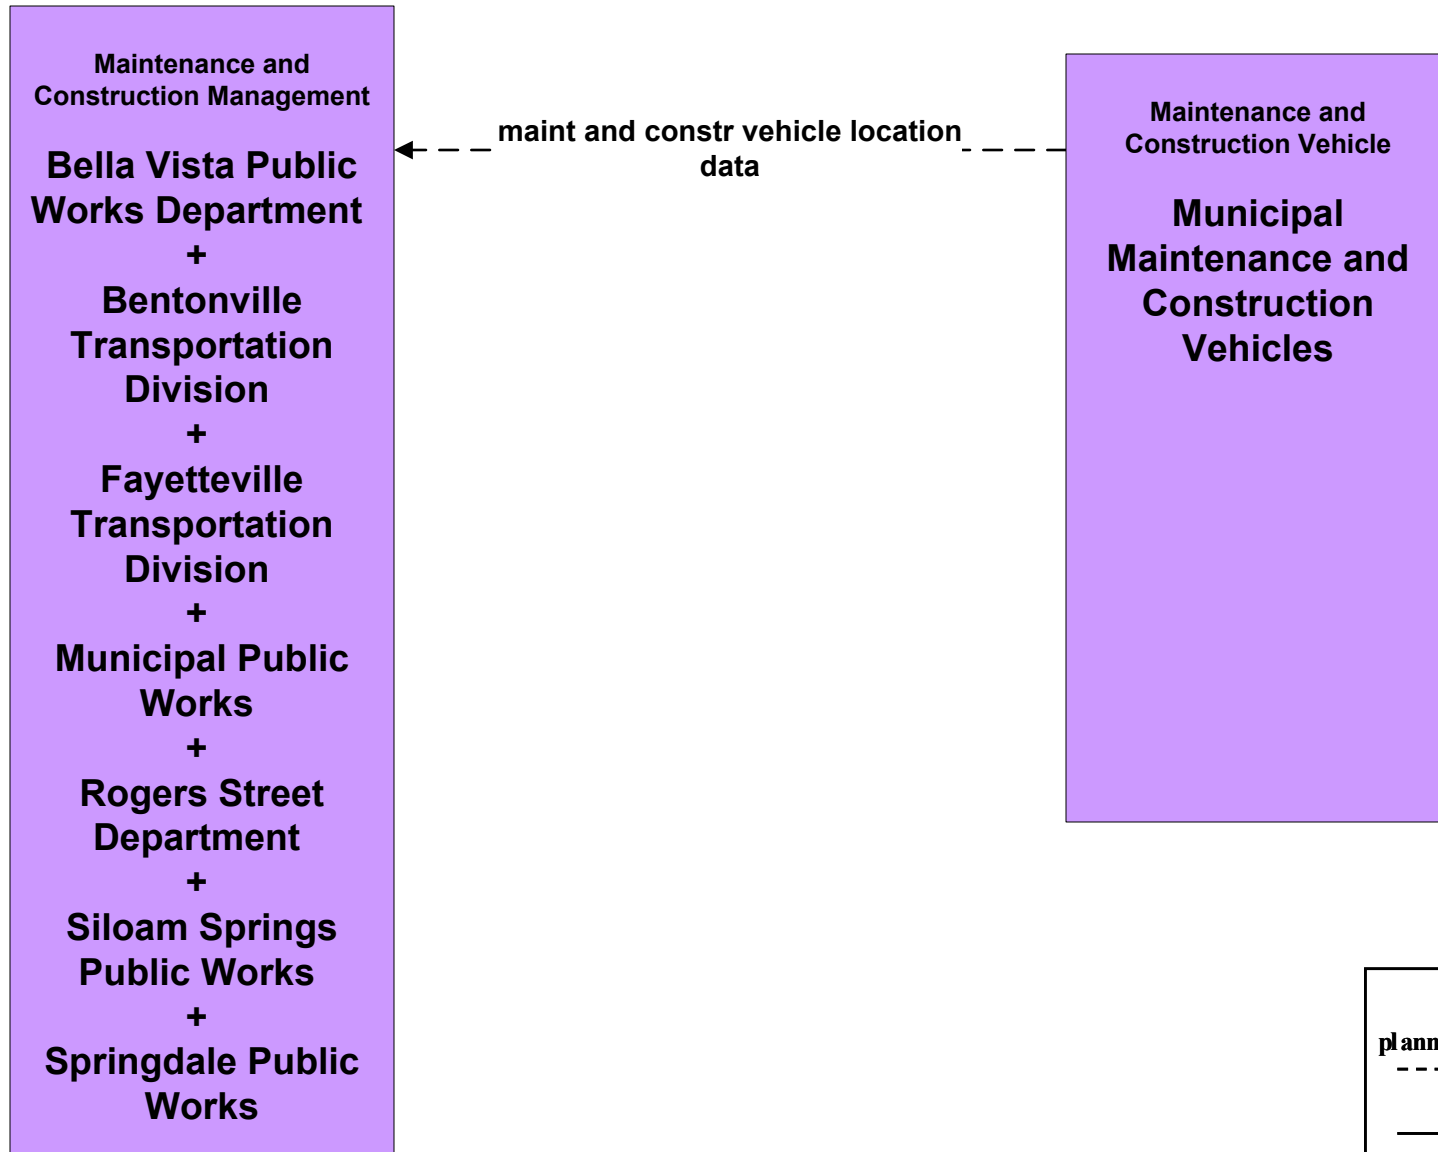 Maintenance and
Construction Management
Bella Vista Public
Works Department
+
Bentonville
Transportation
Division
+
Fayetteville
Transportation
Division
+
Municipal Public
Works
+
Rogers Street
Department
+
Siloam Springs
Public Works
+
Springdale Public
Works
maint and constr vehicle location
data
Maintenance and
Construction Vehicle
Municipal
Maintenance and
Construction
Vehicles